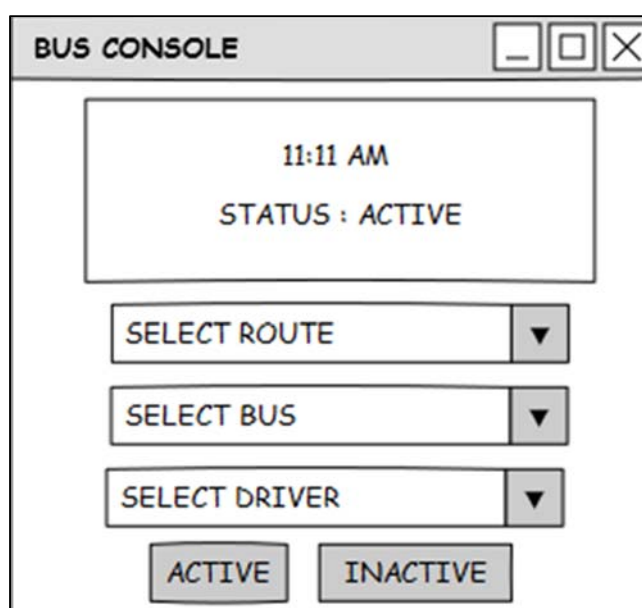 BUS CONSOLE
11:11 AM
STATUS : ACTIVE
SELECT ROUTE
SELECT BUS
SELECT DRIVER
ACTIVE INACTIVE